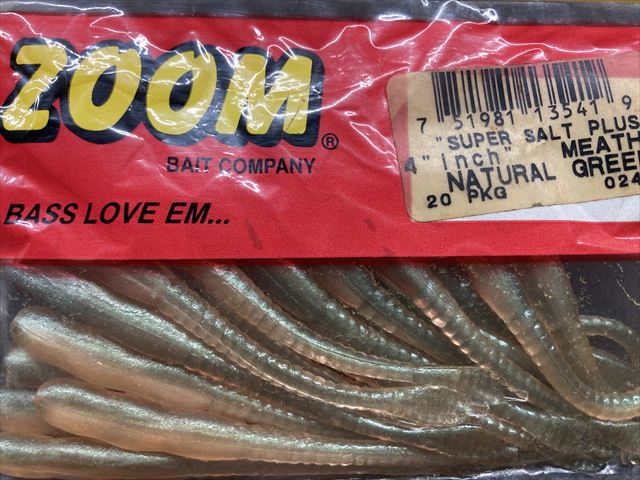 ZOOM®
BAIT COMPANY
BASS LOVE EM...
7 51981 13541 9
"SUPER SALT PLUS
4" inch" MEATH
NATURAL GREE
20 PKG 024